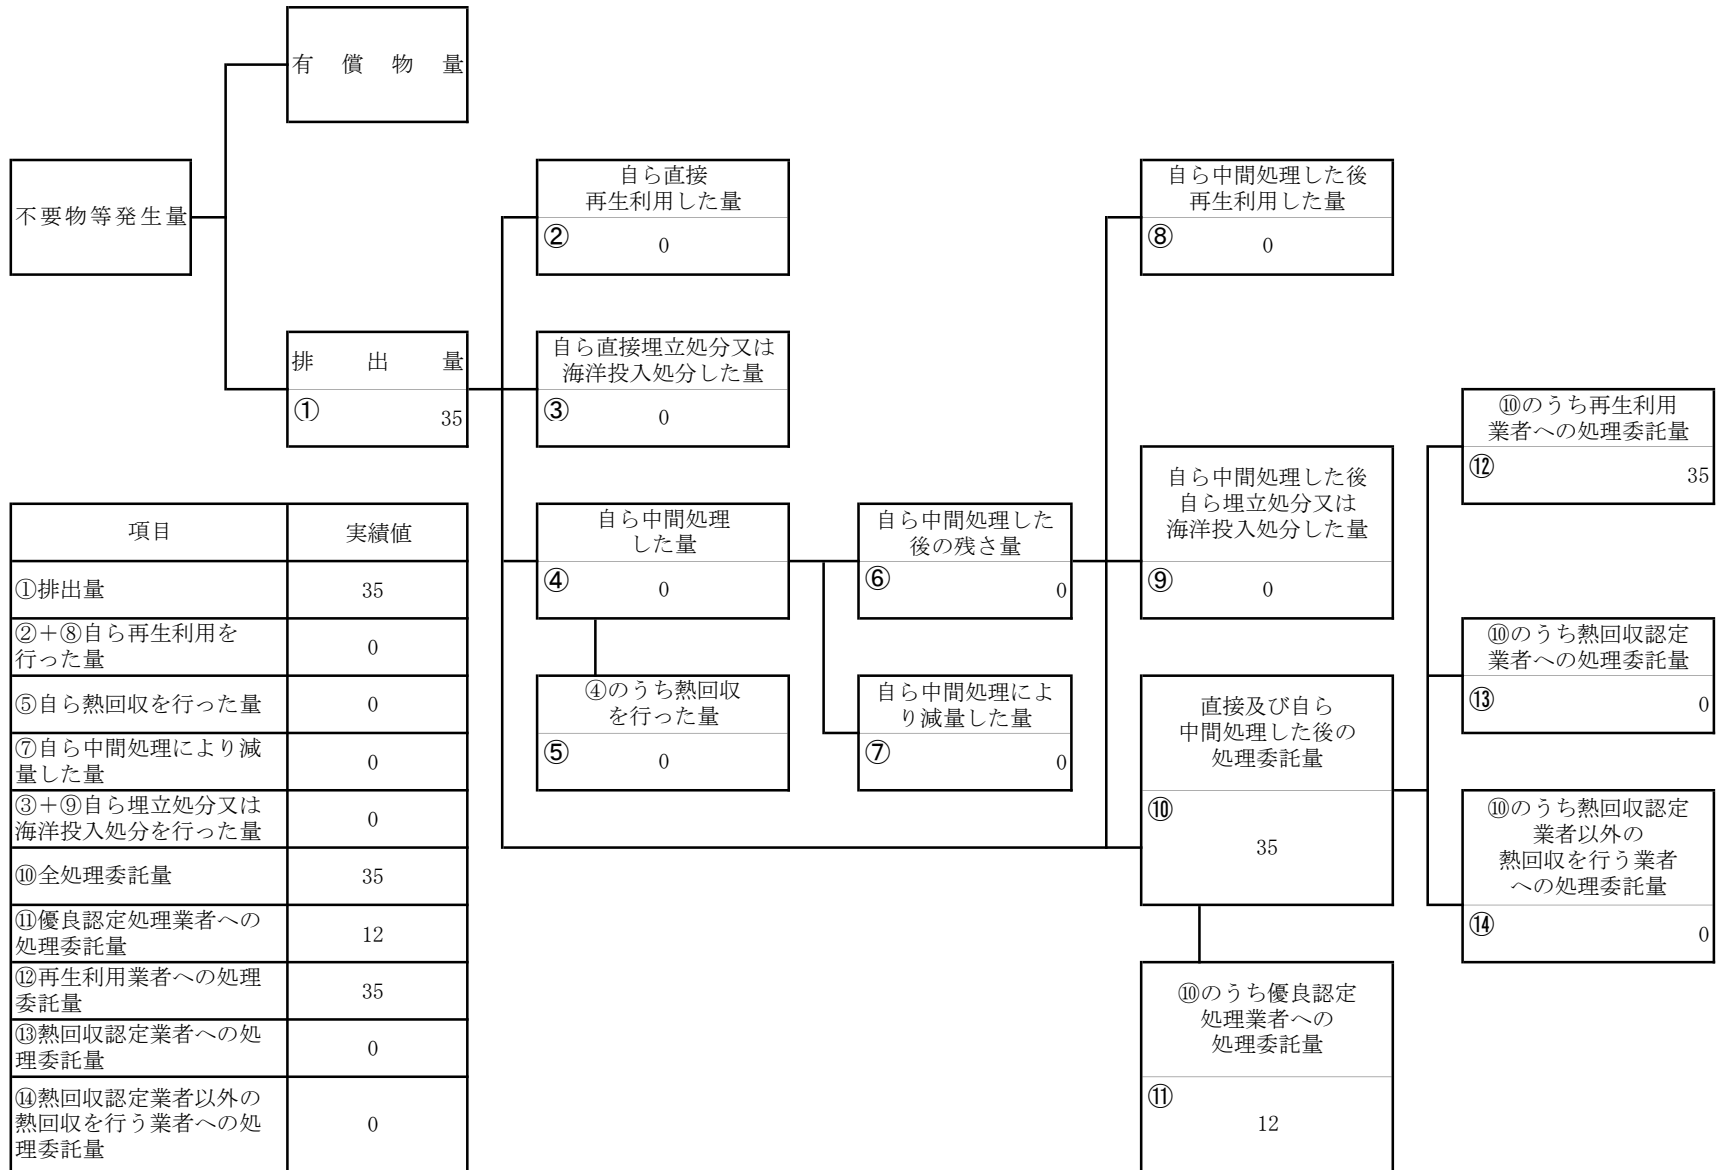 有償物量
不要物等発生量
排出量
①
35
自ら直接
再生利用した量
②
0
自ら直接埋立処分又は
海洋投入処分した量
③
0
自ら中間処理
した量
④
0
④のうち熱回収
を行った量
⑤
0
自ら中間処理した
後の残さ量
⑥
0
自ら中間処理によ
り減量した量
⑦
0
自ら中間処理した後
再生利用した量
⑧
0
自ら中間処理した後
自ら埋立処分又は
海洋投入処分した量
⑨
0
直接及び自ら
中間処理した後の
処理委託量
⑩
35
⑩のうち優良認定
処理業者への
処理委託量
⑪
12
⑩のうち再生利用
業者への処理委託量
⑫
35
⑩のうち熱回収認定
業者への処理委託量
⑬
0
⑩のうち熱回収認定
業者以外の
熱回収を行う業者
への処理委託量
⑭
0
項目 実績値
①排出量 35
②＋⑧自ら再生利用を
行った量
0
⑤自ら熱回収を行った量 0
⑦自ら中間処理により減
量した量
0
③＋⑨自ら埋立処分又は
海洋投入処分を行った量
0
⑩全処理委託量 35
⑪優良認定処理業者への
処理委託量
12
⑫再生利用業者への処理
委託量
35
⑬熱回収認定業者への処
理委託量
0
⑭熱回収認定業者以外の
熱回収を行う業者への処
理委託量
0